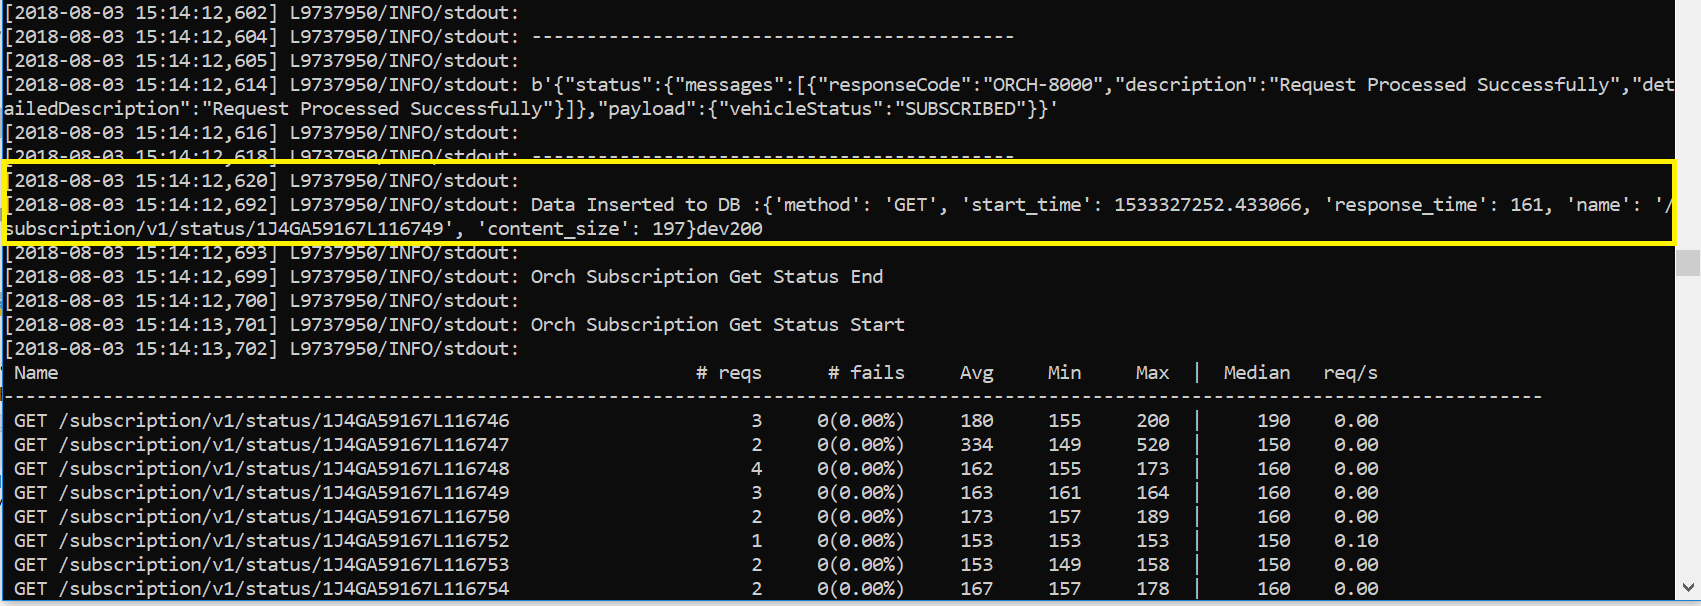 [2018-08-03 15:14:12,602] L9737950/INFO/stdout:
[2018-08-03 15:14:12,604] L9737950/INFO/stdout: --------------------------------------------
[2018-08-03 15:14:12,605] L9737950/INFO/stdout:
[2018-08-03 15:14:12,614] L9737950/INFO/stdout: b'{"status":{"messages":[{"responseCode":"ORCH-8000","description":"Request Processed Successfully","det
ailedDescription":"Request Processed Successfully"}]},"payload":{"vehicleStatus":"SUBSCRIBED"}}'
[2018-08-03 15:14:12,616] L9737950/INFO/stdout:
[2018-08-03 15:14:12,618] L9737950/INFO/stdout: --------------------------------------------
[2018-08-03 15:14:12,620] L9737950/INFO/stdout:
[2018-08-03 15:14:12,692] L9737950/INFO/stdout: Data Inserted to DB :{'method': 'GET', 'start_time': 1533327252.433066, 'response_time': 161, 'name': '/
subscription/v1/status/1J4GA59167L116749', 'content_size': 197}dev200
[2018-08-03 15:14:12,693] L9737950/INFO/stdout:
[2018-08-03 15:14:12,699] L9737950/INFO/stdout: Orch Subscription Get Status End
[2018-08-03 15:14:12,700] L9737950/INFO/stdout:
[2018-08-03 15:14:13,701] L9737950/INFO/stdout: Orch Subscription Get Status Start
[2018-08-03 15:14:13,702] L9737950/INFO/stdout:
Name # reqs # fails Avg Min Max | Median req/s
--------------------------------------------------------------------------------------------------------------------------------------------
GET /subscription/v1/status/1J4GA59167L116746 3 0(0.00%) 180 155 200 | 190 0.00
GET /subscription/v1/status/1J4GA59167L116747 2 0(0.00%) 334 149 520 | 150 0.00
GET /subscription/v1/status/1J4GA59167L116748 4 0(0.00%) 162 155 173 | 160 0.00
GET /subscription/v1/status/1J4GA59167L116749 3 0(0.00%) 163 161 164 | 160 0.00
GET /subscription/v1/status/1J4GA59167L116750 2 0(0.00%) 173 157 189 | 160 0.00
GET /subscription/v1/status/1J4GA59167L116752 1 0(0.00%) 153 153 153 | 150 0.10
GET /subscription/v1/status/1J4GA59167L116753 2 0(0.00%) 153 149 158 | 150 0.00
GET /subscription/v1/status/1J4GA59167L116754 2 0(0.00%) 167 157 178 | 160 0.00